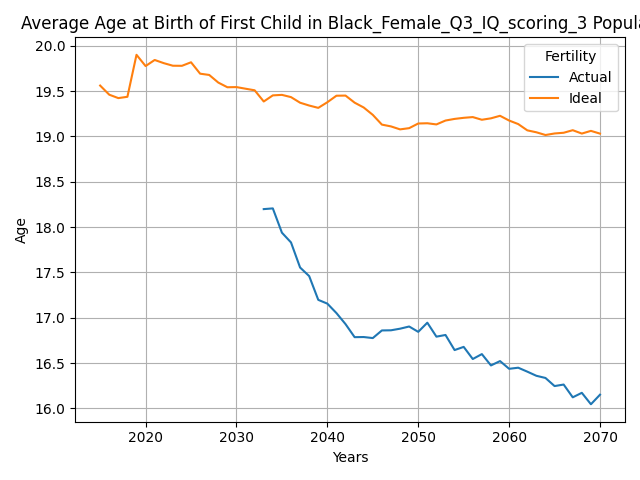 Average Age at Birth of First Child in Black_Female_Q3_IQ_scoring_3 Popula
Fertility
Actual
Ideal
20.0
19.5
19.0
18.5
18.0
17.5
17.0
16.5
16.0
Age
2020 2030 2040 2050 2060 2070
Years